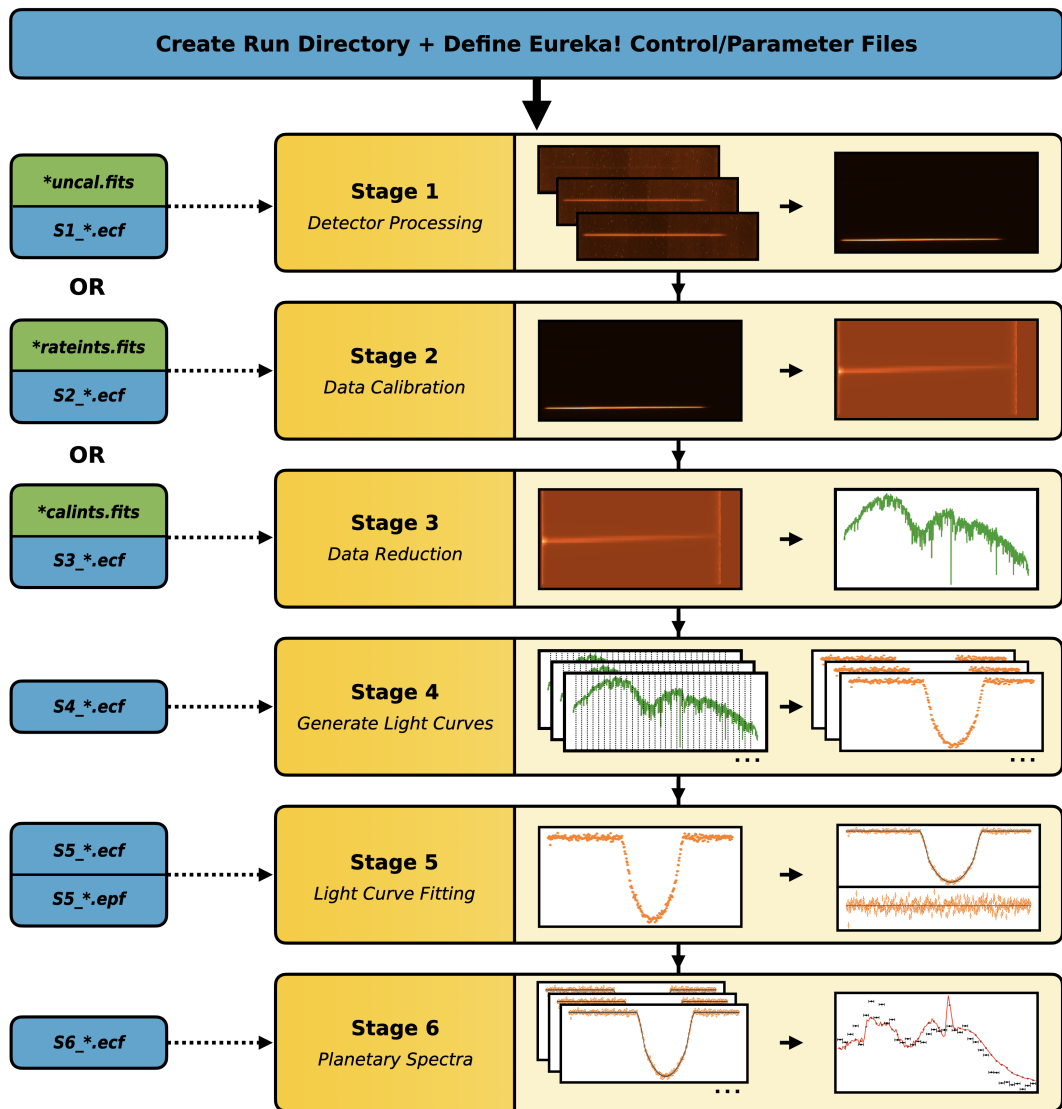 Create Run Directory + Define Eureka! Control/Parameter Files
*uncal.fits
S1_*.ecf
Stage 1
Detector Processing
OR
*rateints.fits
S2_*.ecf
Stage 2
Data Calibration
OR
*calints.fits
S3_*.ecf
Stage 3
Data Reduction
S4_*.ecf
Stage 4
Generate Light Curves
...
...
S5_*.ecf
S5_*.epf
Stage 5
Light Curve Fitting
S6_*.ecf
Stage 6
Planetary Spectra
...